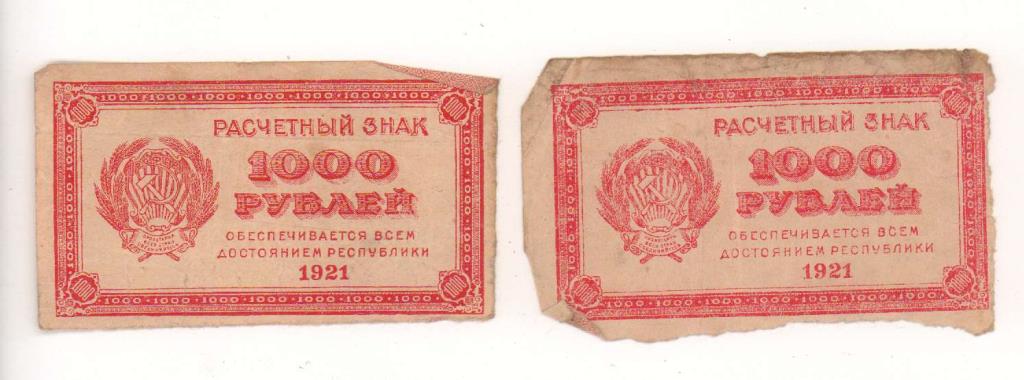 РАСЧЕТНЫЙ ЗНАК
1000
РУБЛЕЙ
ОБЕСПЕЧИВАЕТСЯ ВСЕМ
ДОСТОЯНИЕМ РЕСПУБЛИКИ
1921
РАСЧЕТНЫЙ ЗНАК
1000
РУБЛЕЙ
ОБЕСПЕЧИВАЕТСЯ ВСЕМ
ДОСТОЯНИЕМ РЕСПУБЛИКИ
1921